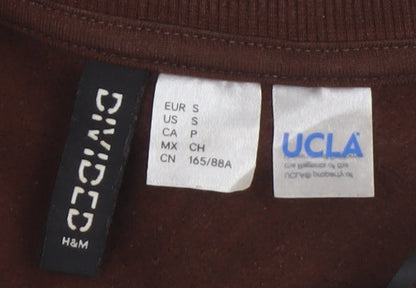 DIVIDED
H&M
EUR S
US S
CA P
MX CH
CN 165/88A
UCLA